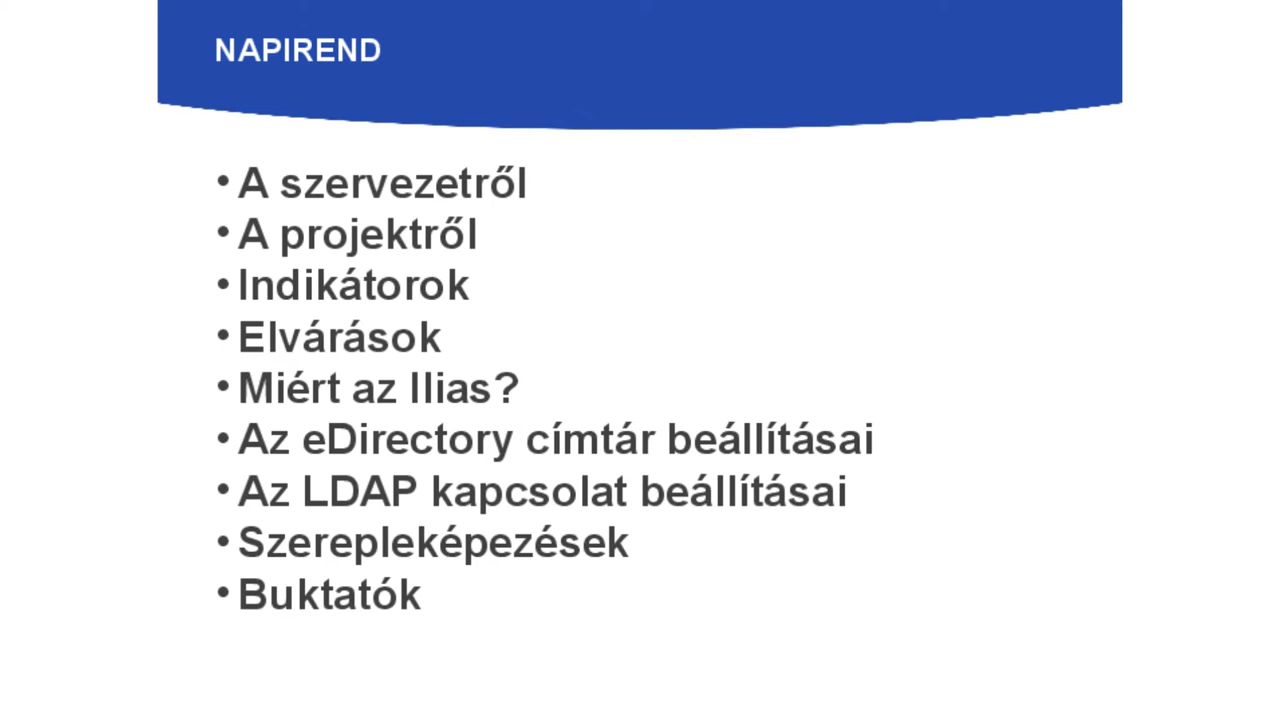 NAPIREND
• A szervezetről
• A projektről
• Indikátorok
• Elvárások
• Miért az Ilias?
• Az eDirectory címtár beállításai
• Az LDAP kapcsolat beállításai
• Szerepleképezések
• Buktatók